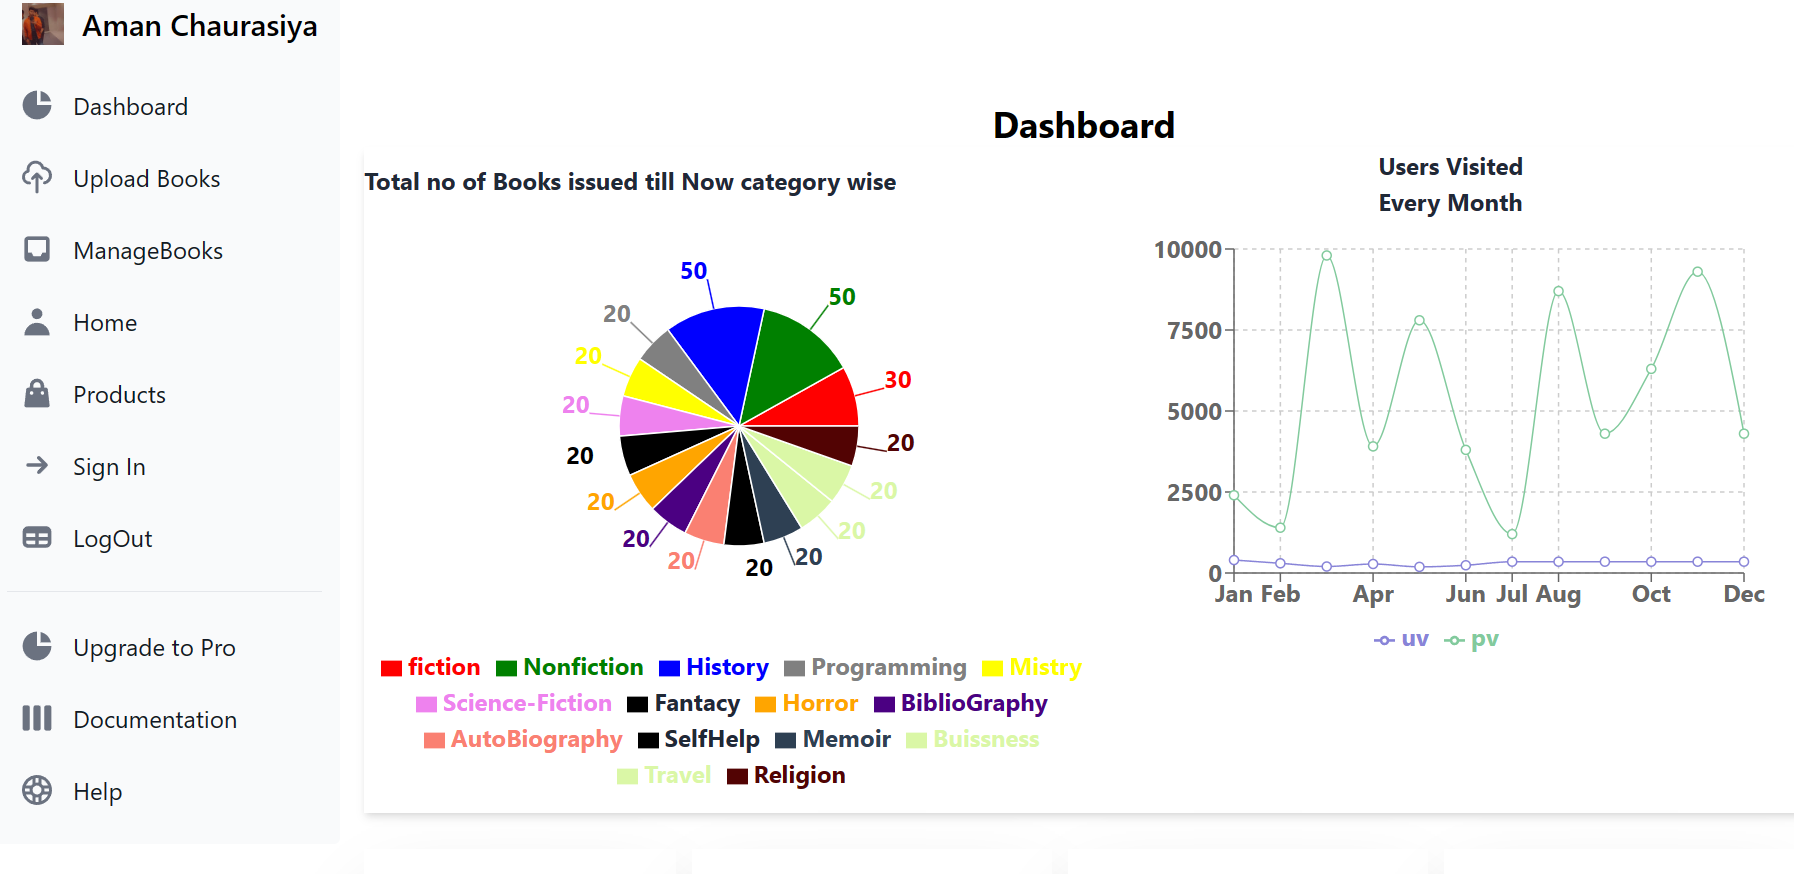 Aman Chaurasiya
Dashboard
Upload Books
ManageBooks
Home
Products
Sign In
LogOut
Upgrade to Pro
Documentation
Help
Dashboard
Total no of Books issued till Now category wise
50
50
20
30
20
20
20
20
20
20
20
20
20
20
20
fiction Nonfiction History Programming Mistry
Science-Fiction Fantacy Horror BiblioGraphy
AutoBiography SelfHelp Memoir Buissness
Travel Religion
Users Visited
Every Month
10000
7500
5000
2500
0
Jan Feb Apr Jun Jul Aug Oct Dec
uv pv